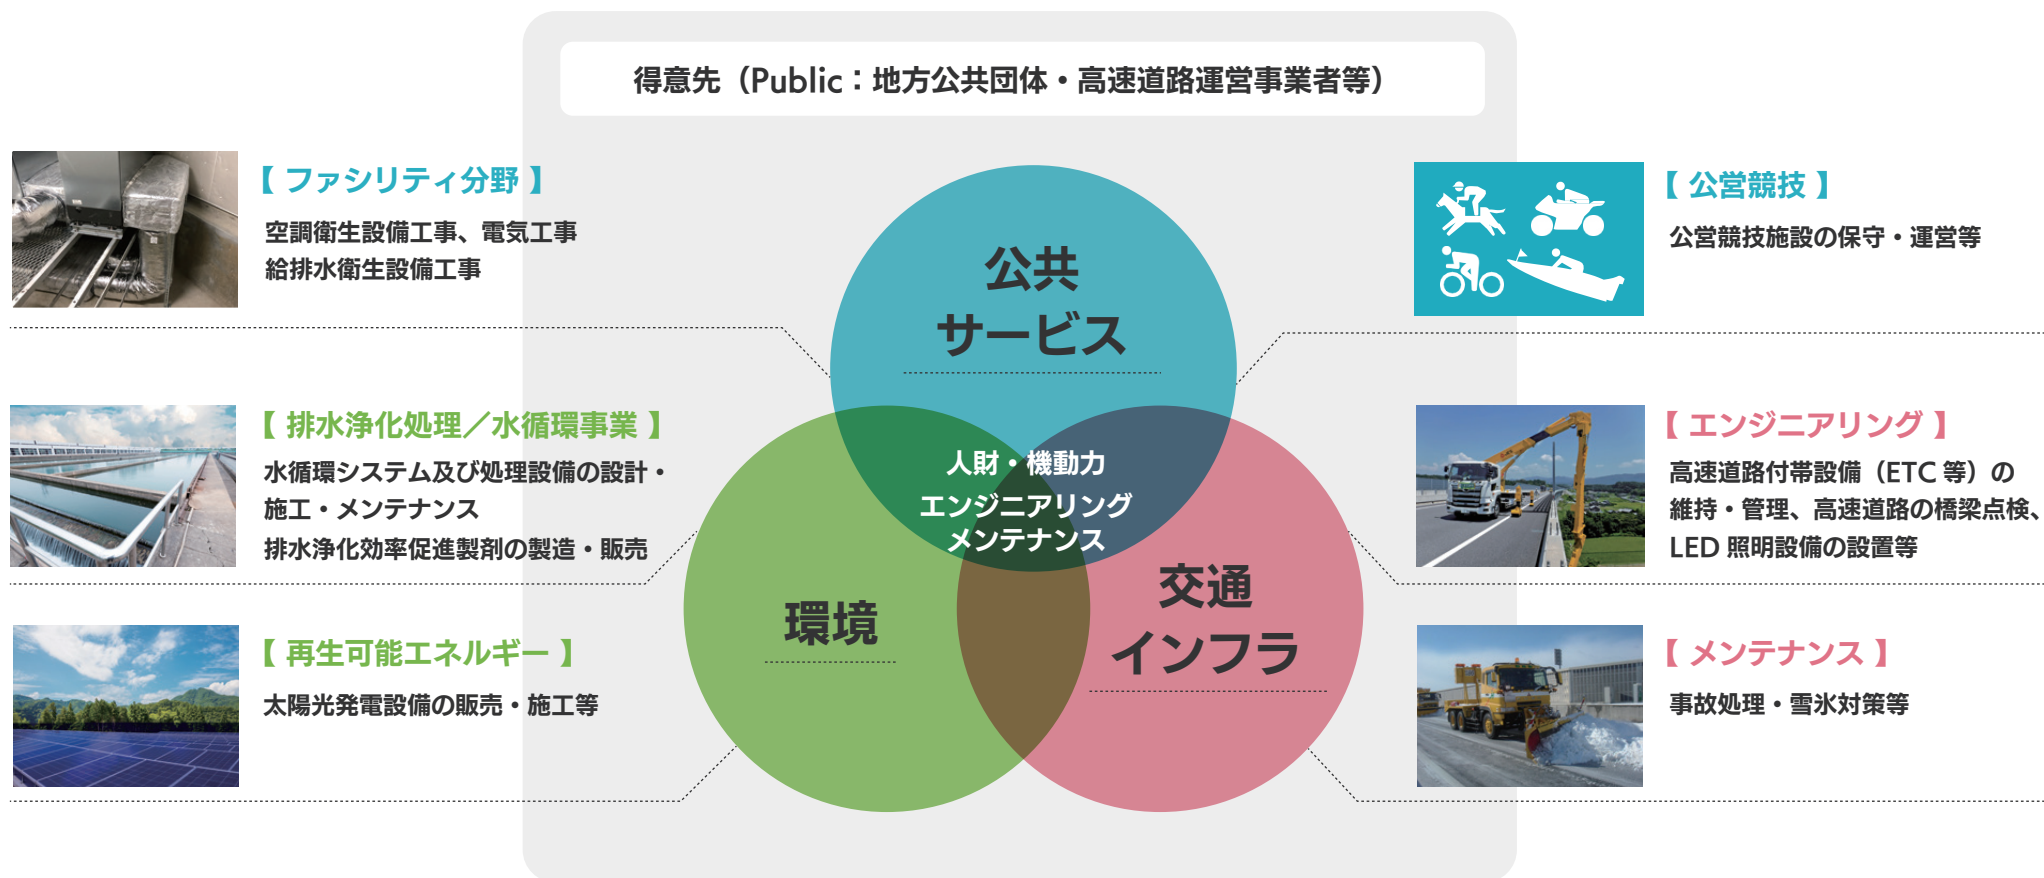 得意先（Public：地方公共団体・高速道路運営事業者等）
【 ファシリティ分野 】
空調衛生設備工事、電気工事
給排水衛生設備工事
【 排水浄化処理／水循環事業 】
水循環システム及び処理設備の設計・
施工・メンテナンス
排水浄化効率促進製剤の製造・販売
【 再生可能エネルギー 】
太陽光発電設備の販売・施工等
公共
サービス
人財・機動力
エンジニアリング
メンテナンス
環境
交通
インフラ
【 公営競技 】
公営競技施設の保守・運営等
【 エンジニアリング 】
高速道路付帯設備（ETC 等）の
維持・管理、高速道路の橋梁点検、
LED 照明設備の設置等
【 メンテナンス 】
事故処理・雪氷対策等